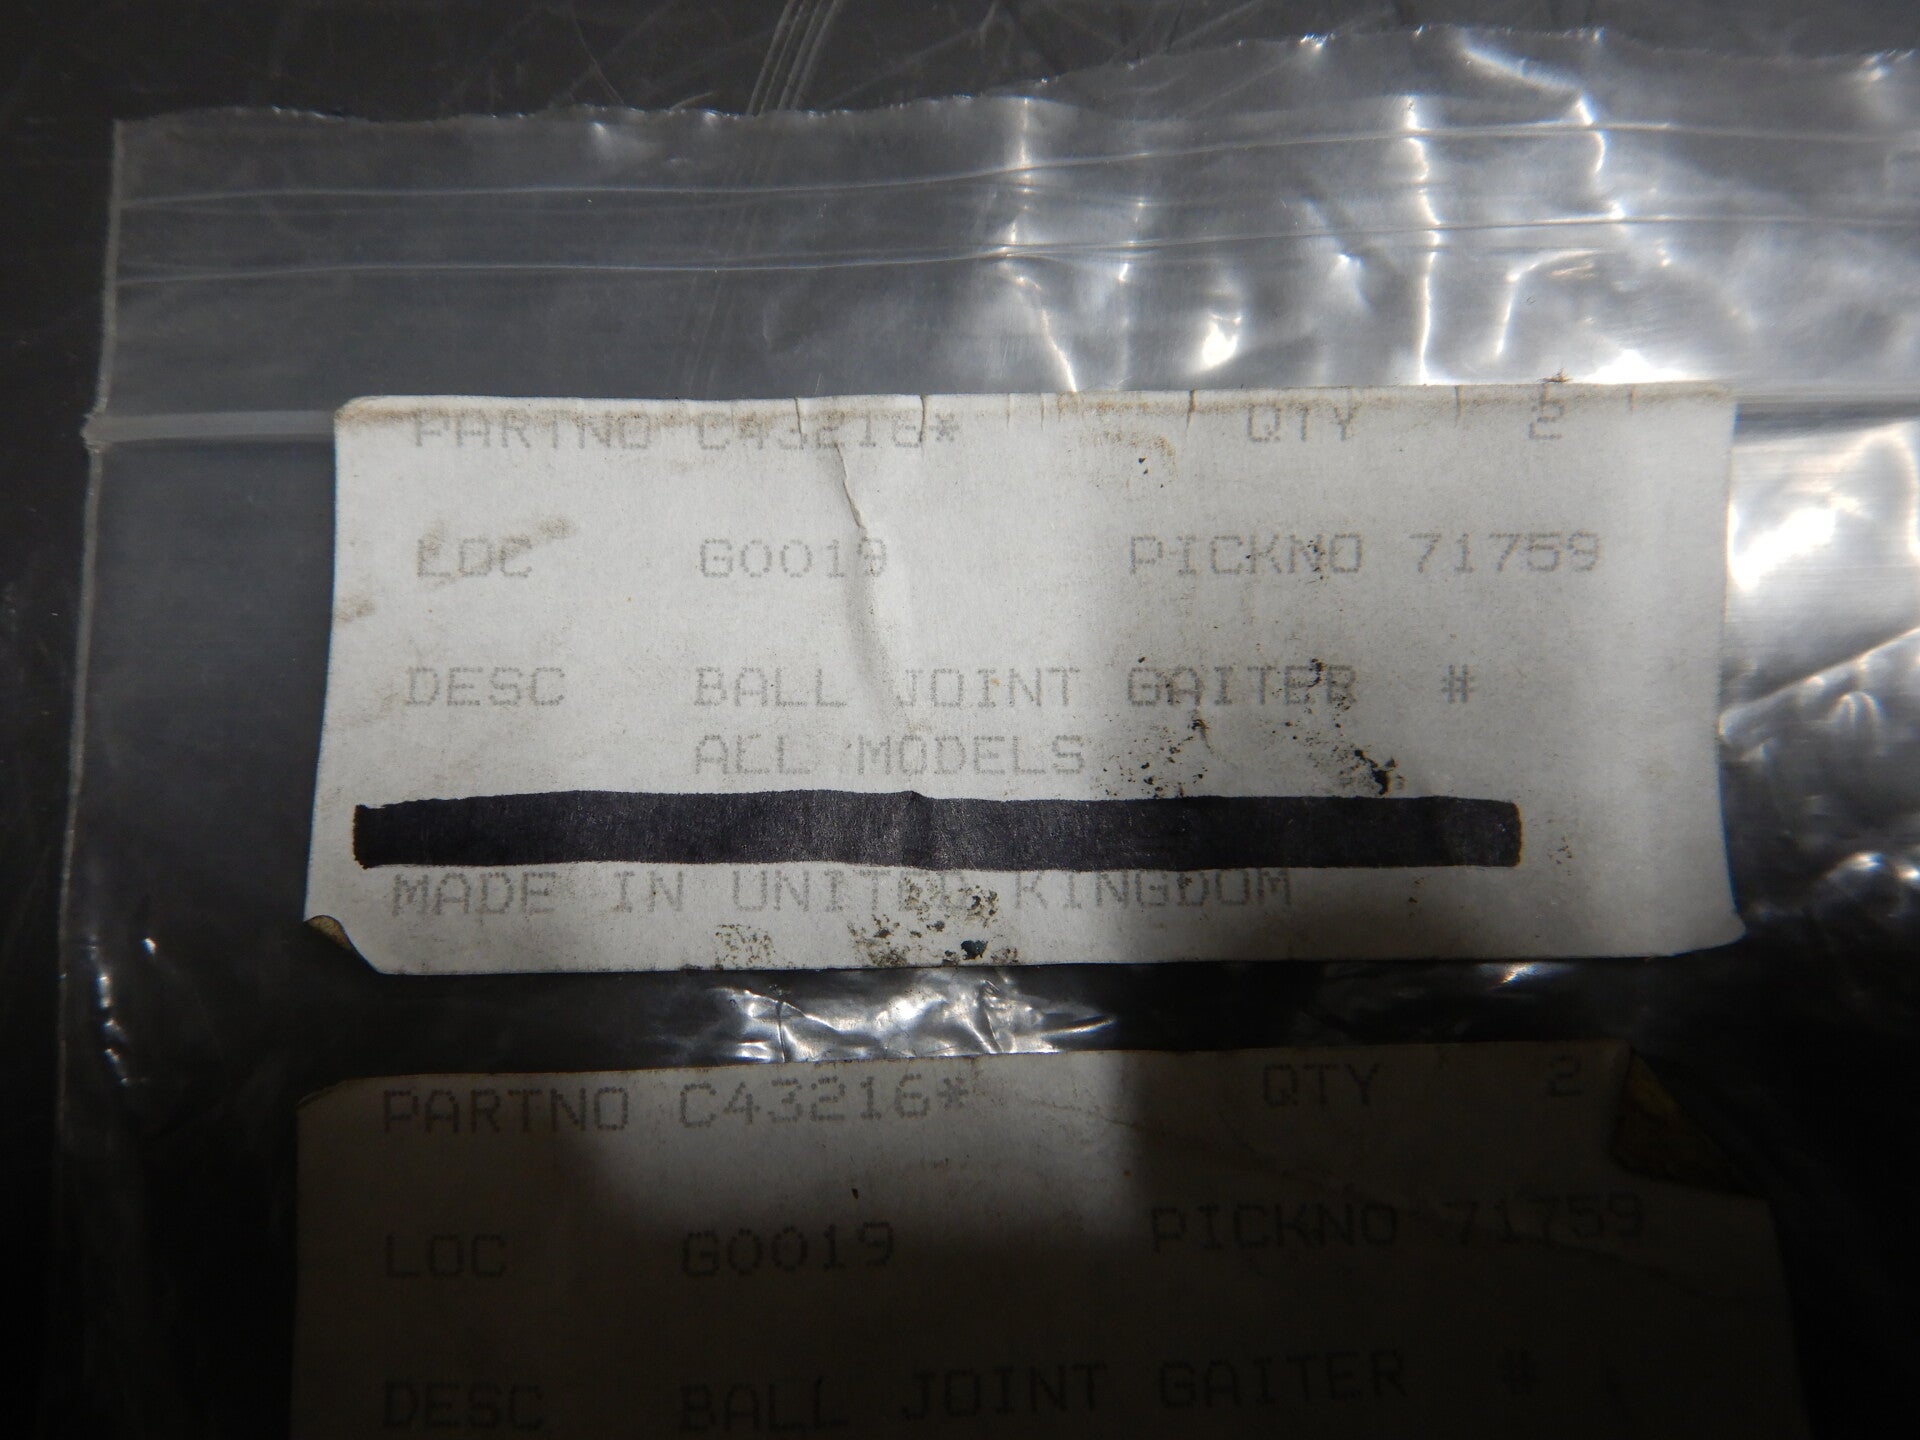 PARTNO C43216* QTY 2
LOC G0019 PICKNO 71759
DESC BALL JOINT GAITER #
ALL MODELS
MADE IN UNITED KINGDOM
PARTNO C43216* QTY 2
LOC G0019 PICKNO 71759
DESC BALL JOINT GAITER #